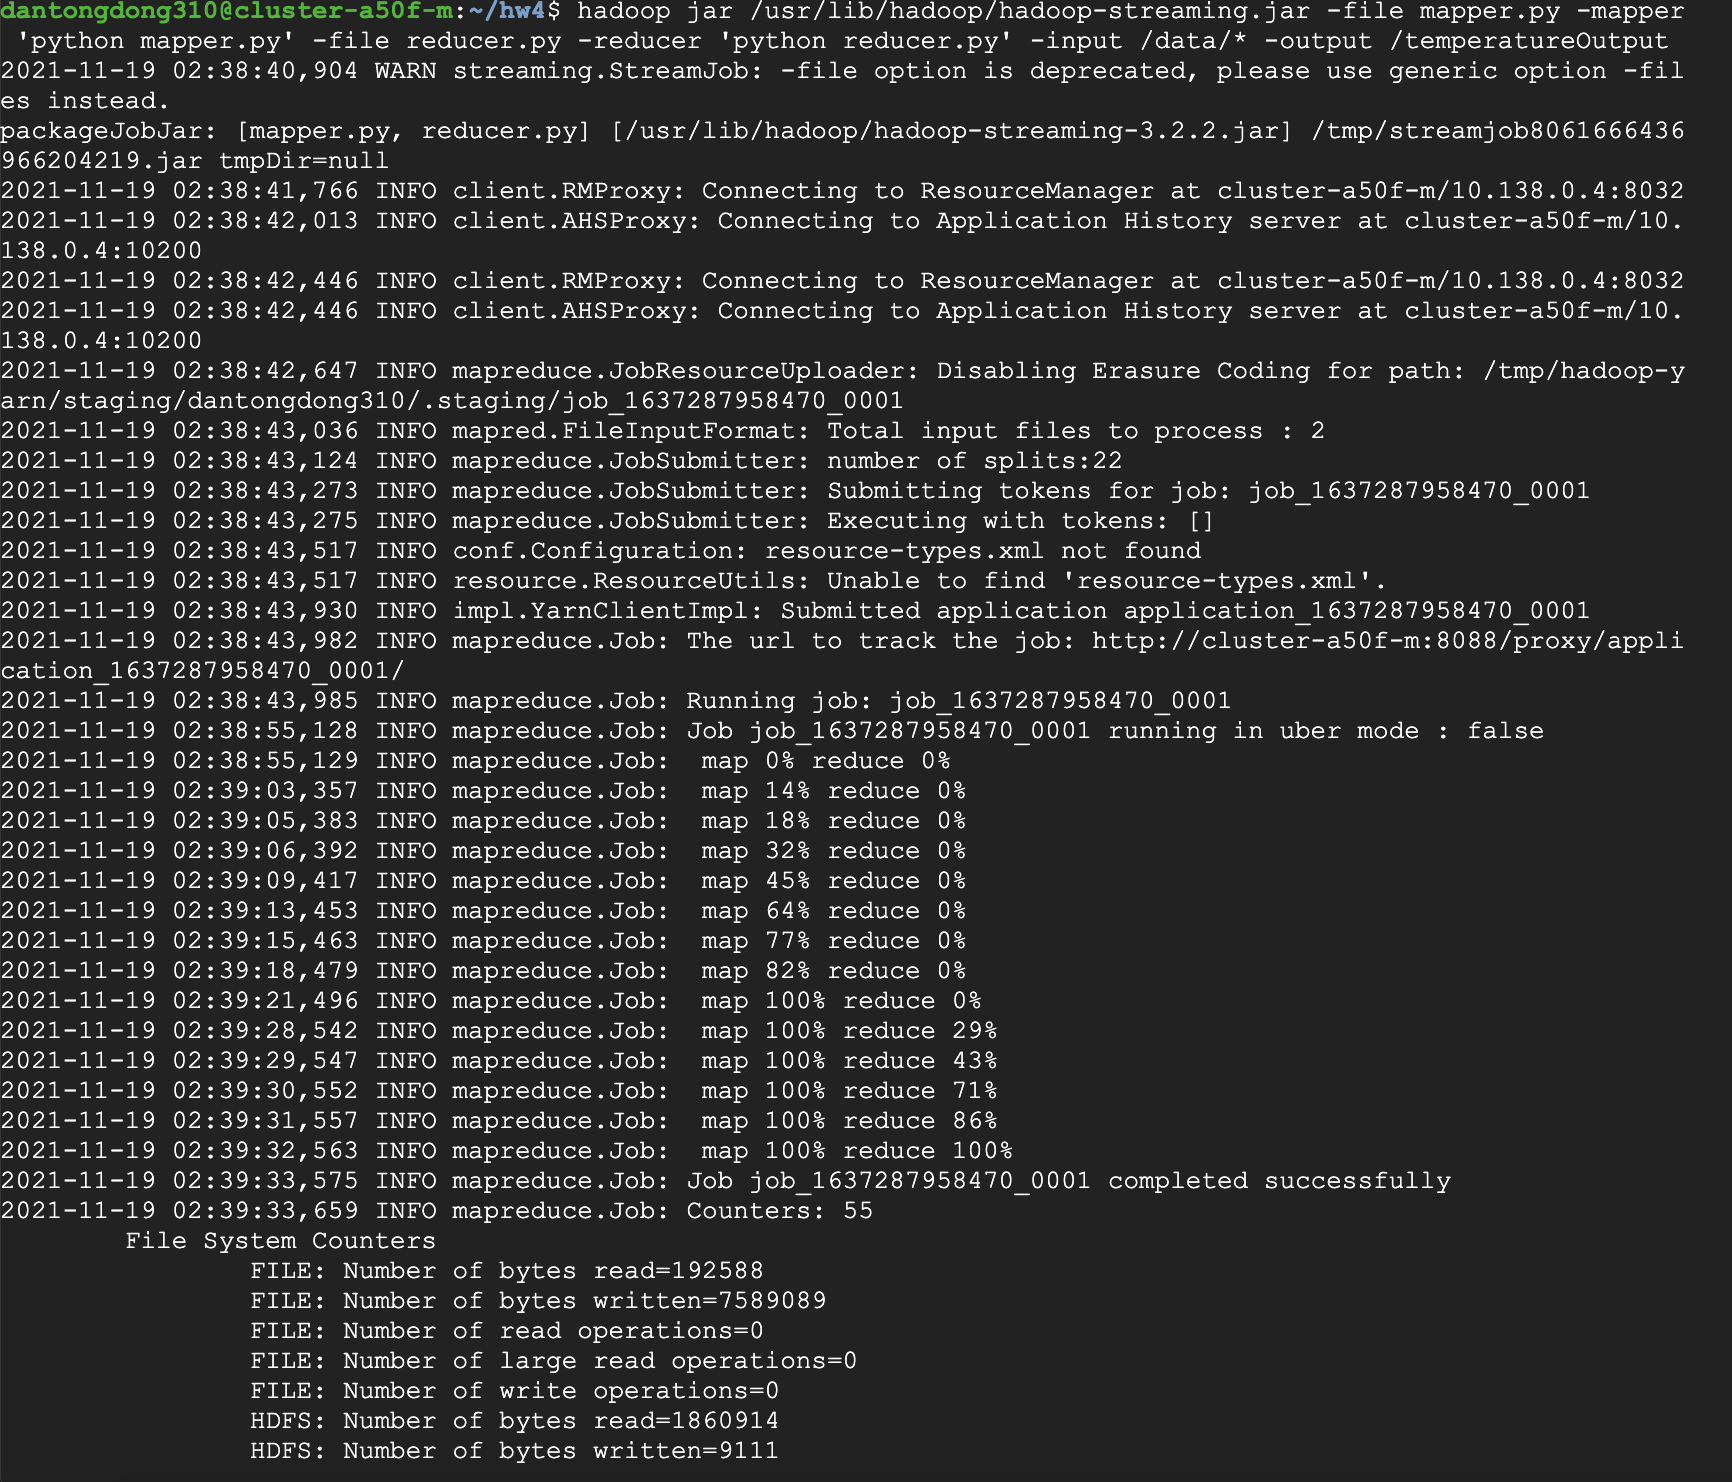 dantongdong310@cluster-a50f-m:~/hw4$ hadoop jar /usr/lib/hadoop/hadoop-streaming.jar -file mapper.py -mapper
 'python mapper.py' -file reducer.py -reducer 'python reducer.py' -input /data/* -output /temperatureOutput
2021-11-19 02:38:40,904 WARN streaming.StreamJob: -file option is deprecated, please use generic option -fil
es instead.
packageJobJar: [mapper.py, reducer.py] [/usr/lib/hadoop/hadoop-streaming-3.2.2.jar] /tmp/streamjob8061666436
966204219.jar tmpDir=null
2021-11-19 02:38:41,766 INFO client.RMProxy: Connecting to ResourceManager at cluster-a50f-m/10.138.0.4:8032
2021-11-19 02:38:42,013 INFO client.AHSProxy: Connecting to Application History server at cluster-a50f-m/10.
138.0.4:10200
2021-11-19 02:38:42,446 INFO client.RMProxy: Connecting to ResourceManager at cluster-a50f-m/10.138.0.4:8032
2021-11-19 02:38:42,446 INFO client.AHSProxy: Connecting to Application History server at cluster-a50f-m/10.
138.0.4:10200
2021-11-19 02:38:42,647 INFO mapreduce.JobResourceUploader: Disabling Erasure Coding for path: /tmp/hadoop-y
arn/staging/dantongdong310/.staging/job_1637287958470_0001
2021-11-19 02:38:43,036 INFO mapred.FileInputFormat: Total input files to process : 2
2021-11-19 02:38:43,124 INFO mapreduce.JobSubmitter: number of splits:22
2021-11-19 02:38:43,273 INFO mapreduce.JobSubmitter: Submitting tokens for job: job_1637287958470_0001
2021-11-19 02:38:43,275 INFO mapreduce.JobSubmitter: Executing with tokens: []
2021-11-19 02:38:43,517 INFO conf.Configuration: resource-types.xml not found
2021-11-19 02:38:43,517 INFO resource.ResourceUtils: Unable to find 'resource-types.xml'.
2021-11-19 02:38:43,930 INFO impl.YarnClientImpl: Submitted application application_1637287958470_0001
2021-11-19 02:38:43,982 INFO mapreduce.Job: The url to track the job: http://cluster-a50f-m:8088/proxy/appli
cation_1637287958470_0001/
2021-11-19 02:38:43,985 INFO mapreduce.Job: Running job: job_1637287958470_0001
2021-11-19 02:38:55,128 INFO mapreduce.Job: Job job_1637287958470_0001 running in uber mode : false
2021-11-19 02:38:55,129 INFO mapreduce.Job:  map 0% reduce 0%
2021-11-19 02:39:03,357 INFO mapreduce.Job:  map 14% reduce 0%
2021-11-19 02:39:05,383 INFO mapreduce.Job:  map 18% reduce 0%
2021-11-19 02:39:06,392 INFO mapreduce.Job:  map 32% reduce 0%
2021-11-19 02:39:09,417 INFO mapreduce.Job:  map 45% reduce 0%
2021-11-19 02:39:13,453 INFO mapreduce.Job:  map 64% reduce 0%
2021-11-19 02:39:15,463 INFO mapreduce.Job:  map 77% reduce 0%
2021-11-19 02:39:18,479 INFO mapreduce.Job:  map 82% reduce 0%
2021-11-19 02:39:21,496 INFO mapreduce.Job:  map 100% reduce 0%
2021-11-19 02:39:28,542 INFO mapreduce.Job:  map 100% reduce 29%
2021-11-19 02:39:29,547 INFO mapreduce.Job:  map 100% reduce 43%
2021-11-19 02:39:30,552 INFO mapreduce.Job:  map 100% reduce 71%
2021-11-19 02:39:31,557 INFO mapreduce.Job:  map 100% reduce 86%
2021-11-19 02:39:32,563 INFO mapreduce.Job:  map 100% reduce 100%
2021-11-19 02:39:33,575 INFO mapreduce.Job: Job job_1637287958470_0001 completed successfully
2021-11-19 02:39:33,659 INFO mapreduce.Job: Counters: 55
        File System Counters
                FILE: Number of bytes read=192588
                FILE: Number of bytes written=7589089
                FILE: Number of read operations=0
                FILE: Number of large read operations=0
                FILE: Number of write operations=0
                HDFS: Number of bytes read=1860914
                HDFS: Number of bytes written=9111